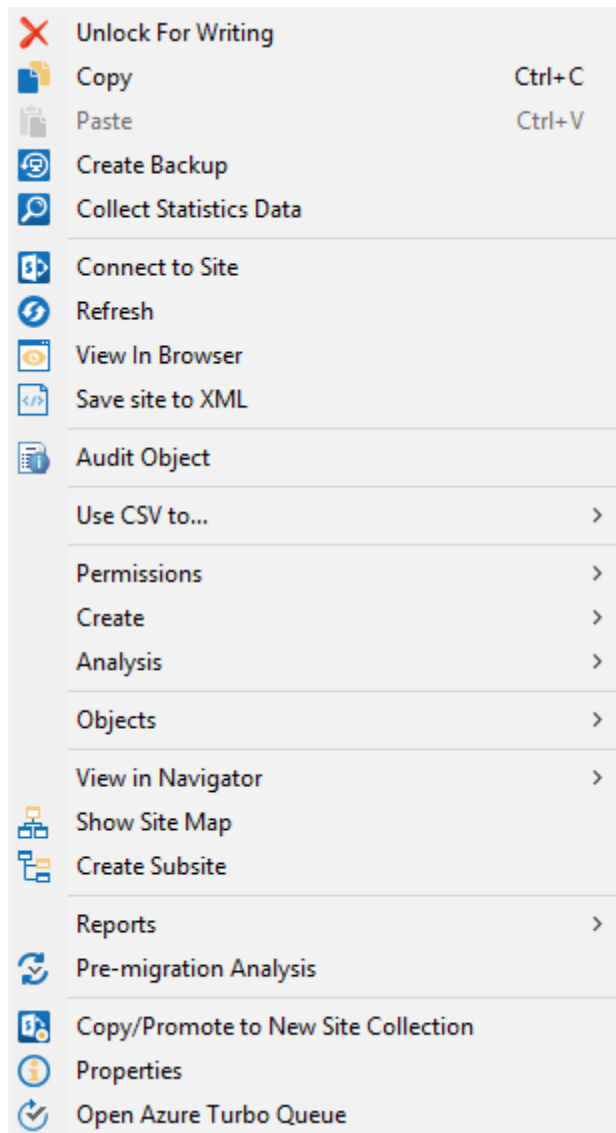 Unlock For Writing
Copy Ctrl+C
Paste Ctrl+V
Create Backup
Collect Statistics Data
Connect to Site
Refresh
View In Browser
Save site to XML
Audit Object
Use CSV to...
Permissions
Create
Analysis
Objects
View in Navigator
Show Site Map
Create Subsite
Reports
Pre-migration Analysis
Copy/Promote to New Site Collection
Properties
Open Azure Turbo Queue